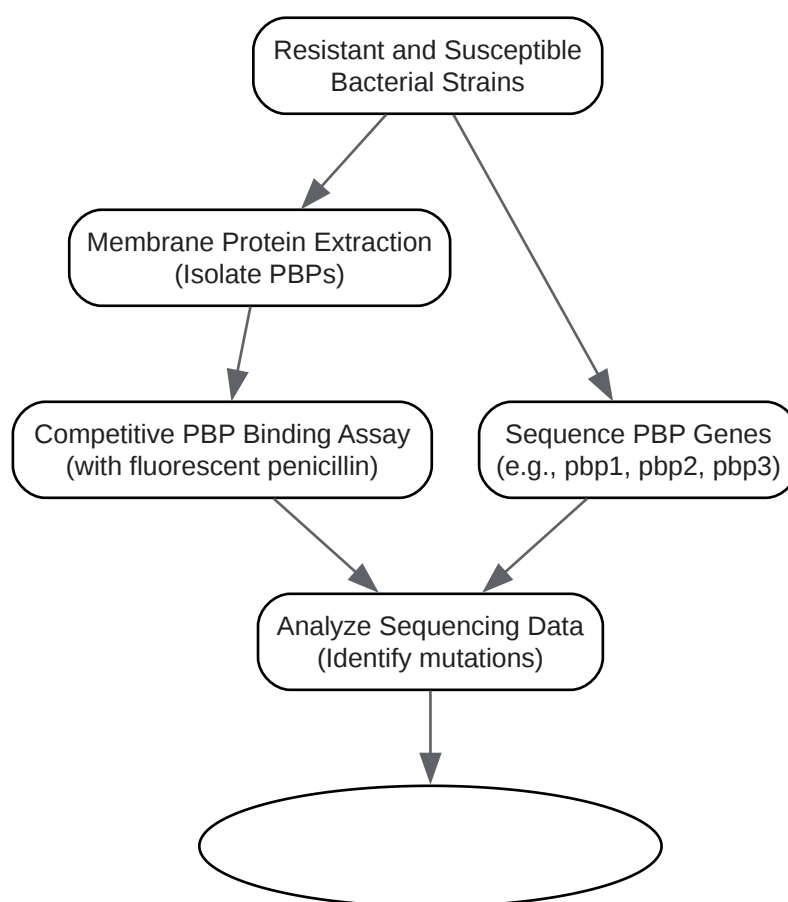 Resistant and Susceptible
Bacterial Strains
Membrane Protein Extraction
(Isolate PBPs)
Competitive PBP Binding Assay
(with fluorescent penicillin)
Sequence PBP Genes
(e.g., pbp1, pbp2, pbp3)
Analyze Sequencing Data
(Identify mutations)